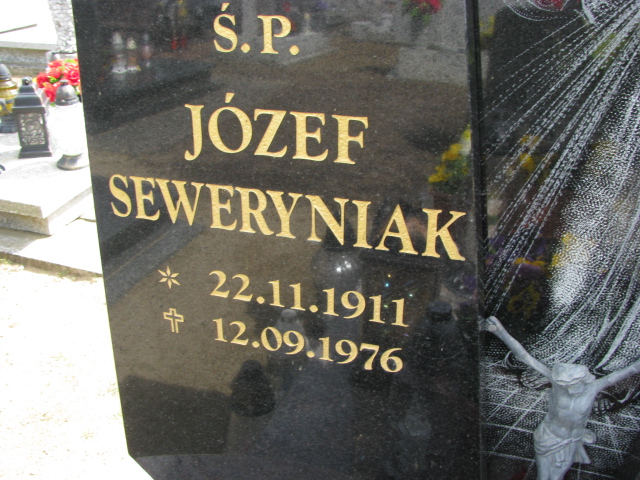 Ś.P.
JÓZEF
SEWERYNIAK
22.11.1911
12.09.1976